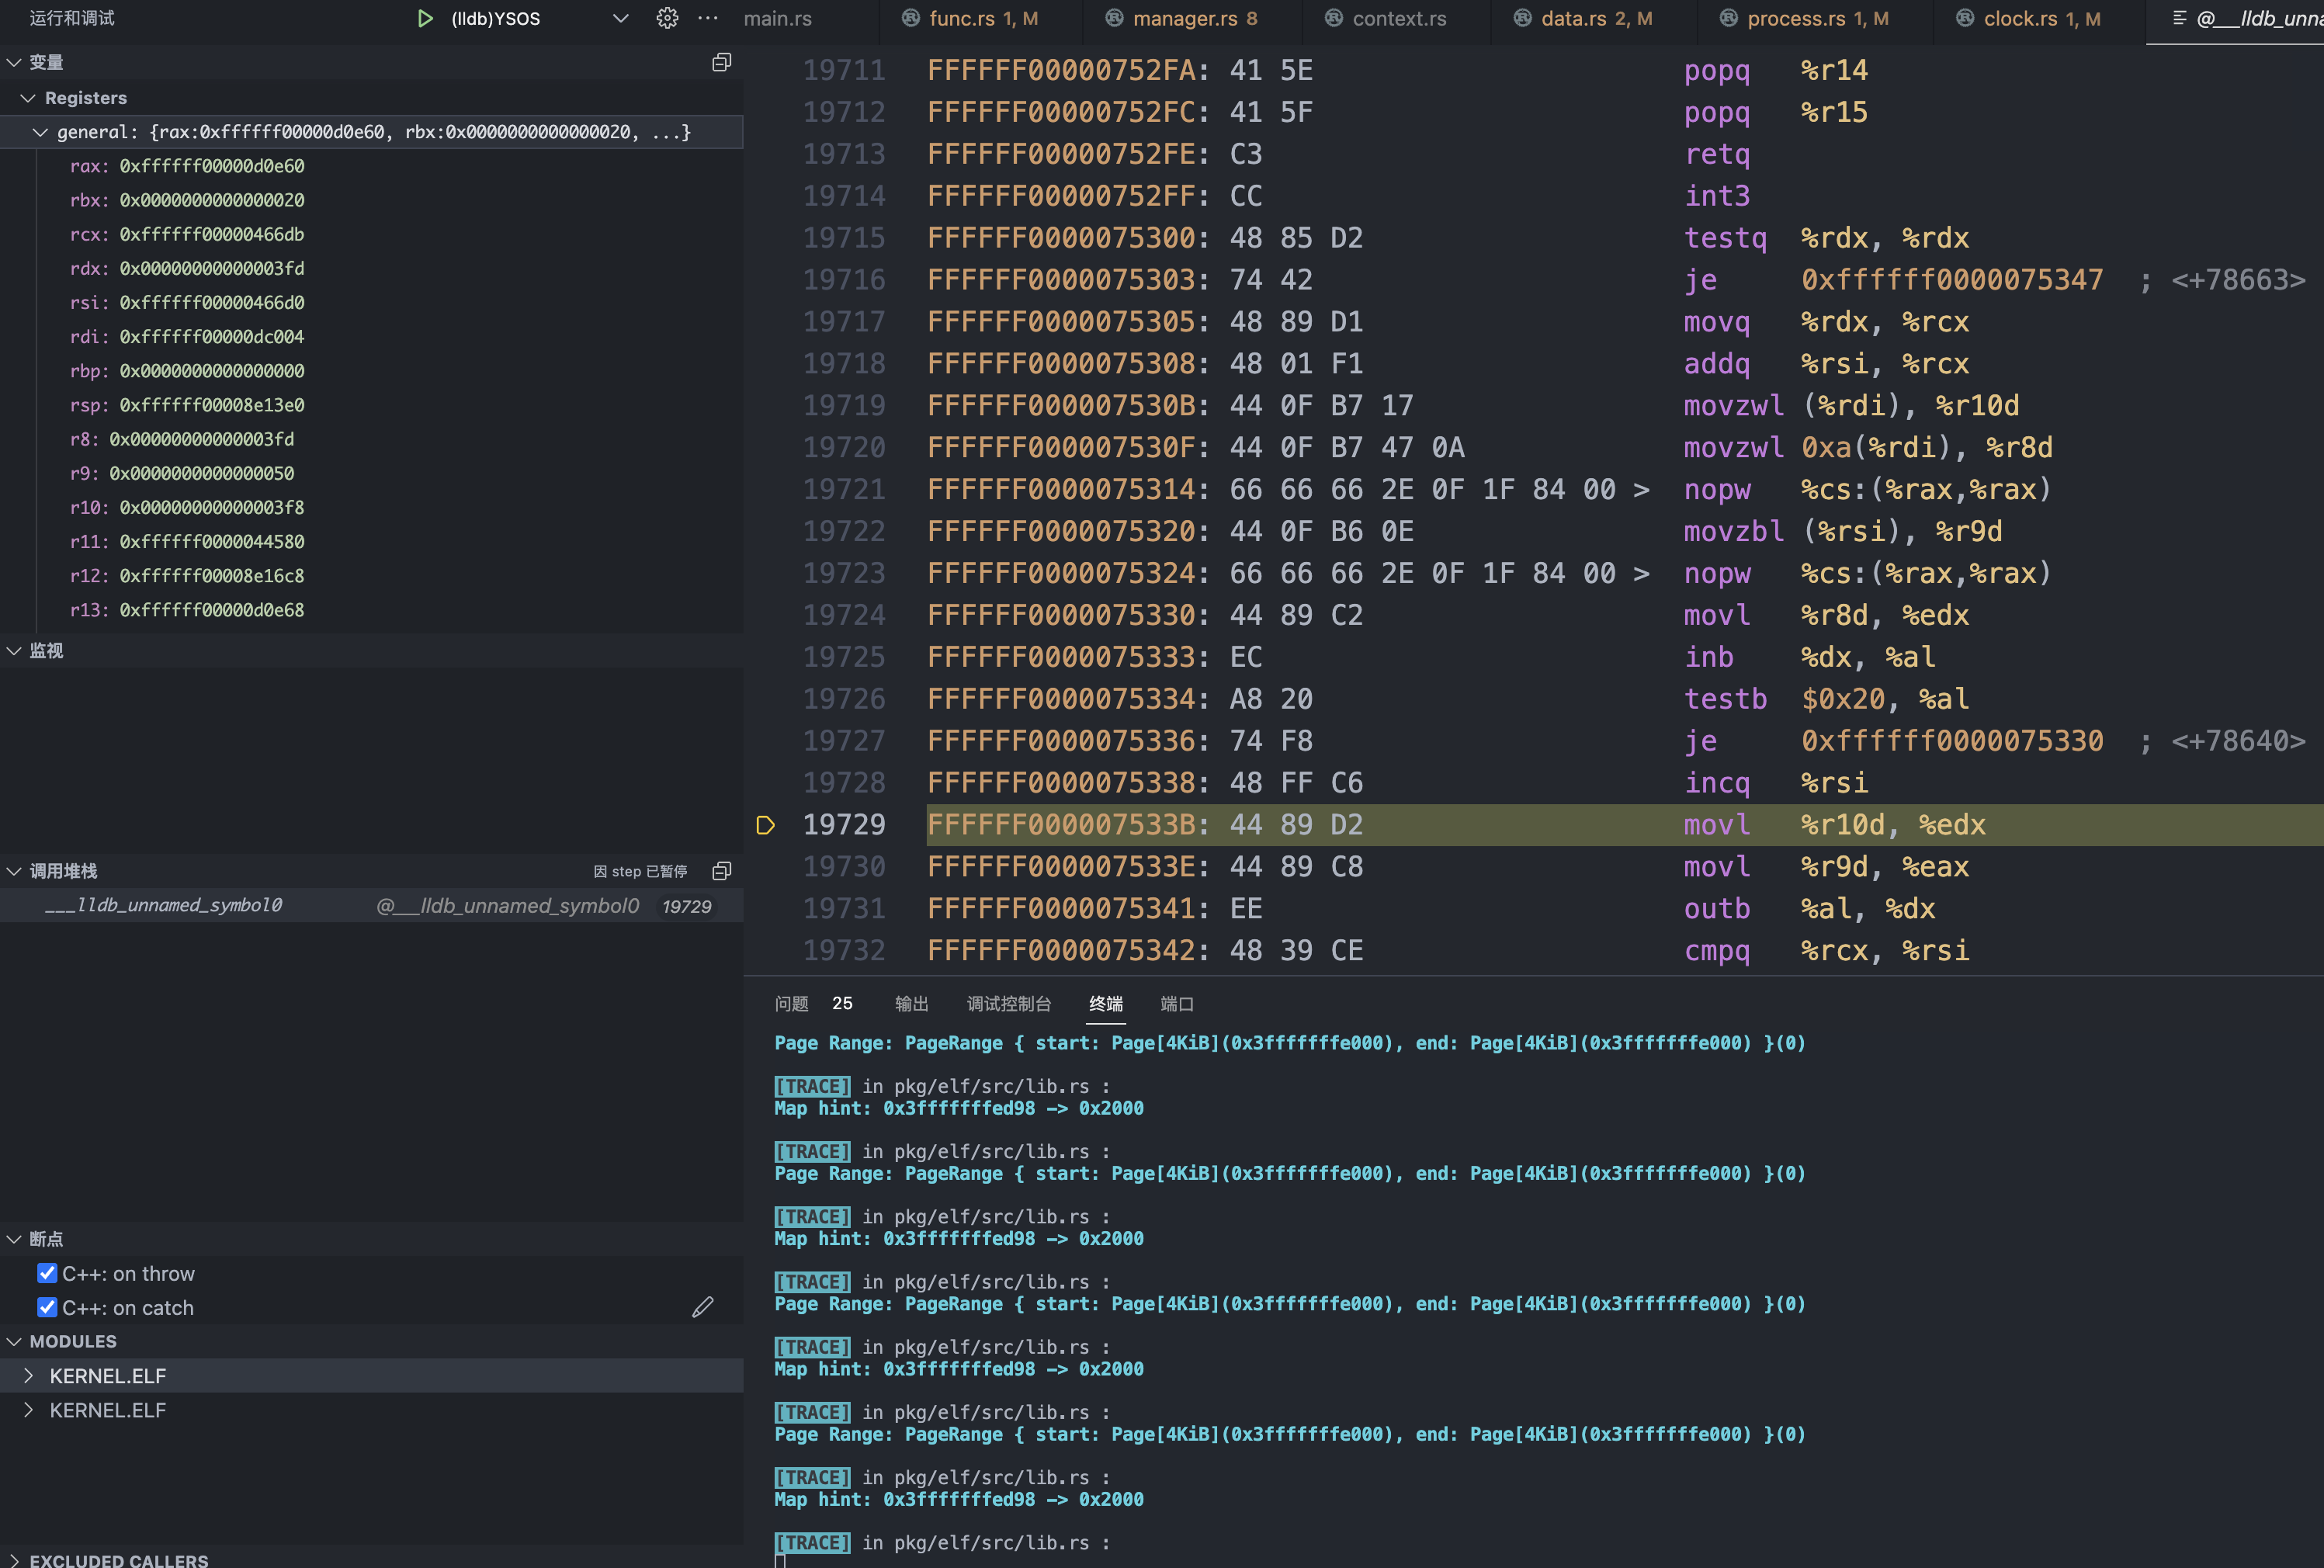 运行和调试 (lldb)YSOS ···
main.rs func.rs 1, M manager.rs 8 context.rs data.rs 2, M process.rs 1, M clock.rs 1, M @___lldb_unna
变量
Registers
general: {rax:0xffffff00000d0e60, rbx:0x0000000000000020, ...}
rax: 0xffffff00000d0e60
rbx: 0x0000000000000020
rcx: 0xffffff00000466db
rdx: 0x00000000000003fd
rsi: 0xffffff00000466d0
rdi: 0xffffff00000dc004
rbp: 0x0000000000000000
rsp: 0xffffff00008e13e0
r8: 0x00000000000003fd
r9: 0x0000000000000050
r10: 0x00000000000003f8
r11: 0xffffff0000044580
r12: 0xffffff00008e16c8
r13: 0xffffff00000d0e68
监视
调用堆栈 因 step 已暂停
___lldb_unnamed_symbol0 @___lldb_unnamed_symbol0 19729
断点
C++: on throw
C++: on catch
MODULES
KERNEL.ELF
KERNEL.ELF
EXCLUDED CALLERS
19711 FFFFFF00000752FA: 41 5E popq %r14
19712 FFFFFF00000752FC: 41 5F popq %r15
19713 FFFFFF00000752FE: C3 retq
19714 FFFFFF00000752FF: CC int3
19715 FFFFFF0000075300: 48 85 D2 testq %rdx, %rdx
19716 FFFFFF0000075303: 74 42 je 0xffffff0000075347 ; <+78663>
19717 FFFFFF0000075305: 48 89 D1 movq %rdx, %rcx
19718 FFFFFF0000075308: 48 01 F1 addq %rsi, %rcx
19719 FFFFFF000007530B: 44 0F B7 17 movzwl (%rdi), %r10d
19720 FFFFFF000007530F: 44 0F B7 47 0A movzwl 0xa(%rdi), %r8d
19721 FFFFFF0000075314: 66 66 66 2E 0F 1F 84 00 > nopw %cs:(%rax,%rax)
19722 FFFFFF0000075320: 44 0F B6 0E movzbl (%rsi), %r9d
19723 FFFFFF0000075324: 66 66 66 2E 0F 1F 84 00 > nopw %cs:(%rax,%rax)
19724 FFFFFF0000075330: 44 89 C2 movl %r8d, %edx
19725 FFFFFF0000075333: EC inb %dx, %al
19726 FFFFFF0000075334: A8 20 testb $0x20, %al
19727 FFFFFF0000075336: 74 F8 je 0xffffff0000075330 ; <+78640>
19728 FFFFFF0000075338: 48 FF C6 incq %rsi
19729 FFFFFF000007533B: 44 89 D2 movl %r10d, %edx
19730 FFFFFF000007533E: 44 89 C8 movl %r9d, %eax
19731 FFFFFF0000075341: EE outb %al, %dx
19732 FFFFFF0000075342: 48 39 CE cmpq %rcx, %rsi
问题 25 输出 调试控制台 终端 端口
Page Range: PageRange { start: Page[4KiB](0x3fffffffe000), end: Page[4KiB](0x3fffffffe000) }(0)
[TRACE] in pkg/elf/src/lib.rs :
Map hint: 0x3fffffffed98 -> 0x2000
[TRACE] in pkg/elf/src/lib.rs :
Page Range: PageRange { start: Page[4KiB](0x3fffffffe000), end: Page[4KiB](0x3fffffffe000) }(0)
[TRACE] in pkg/elf/src/lib.rs :
Map hint: 0x3fffffffed98 -> 0x2000
[TRACE] in pkg/elf/src/lib.rs :
Page Range: PageRange { start: Page[4KiB](0x3fffffffe000), end: Page[4KiB](0x3fffffffe000) }(0)
[TRACE] in pkg/elf/src/lib.rs :
Map hint: 0x3fffffffed98 -> 0x2000
[TRACE] in pkg/elf/src/lib.rs :
Page Range: PageRange { start: Page[4KiB](0x3fffffffe000), end: Page[4KiB](0x3fffffffe000) }(0)
[TRACE] in pkg/elf/src/lib.rs :
Map hint: 0x3fffffffed98 -> 0x2000
[TRACE] in pkg/elf/src/lib.rs :